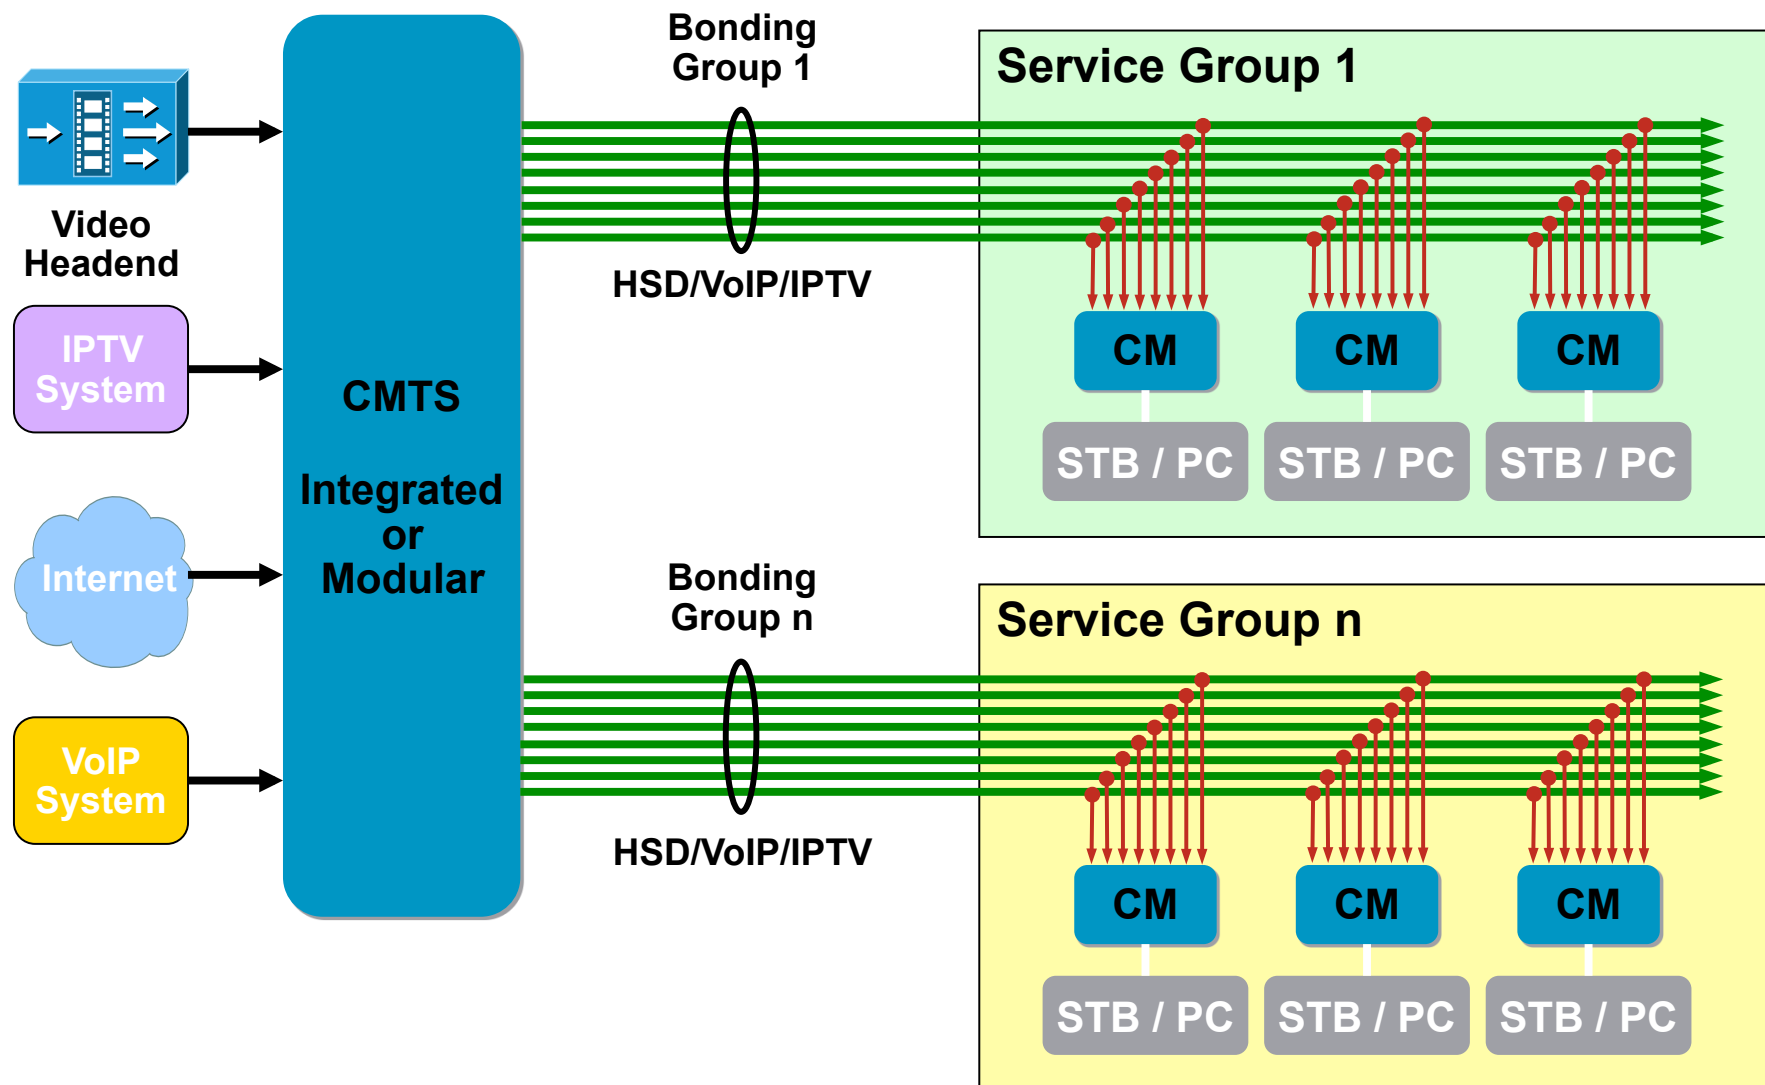 Video
Headend
IPTV
System
Internet
VoIP
System
CMTS
Integrated
or
Modular
Bonding
Group 1
HSD/VoIP/IPTV
Service Group 1
CM
CM
CM
STB / PC
STB / PC
STB / PC
Bonding
Group n
HSD/VoIP/IPTV
Service Group n
CM
CM
CM
STB / PC
STB / PC
STB / PC